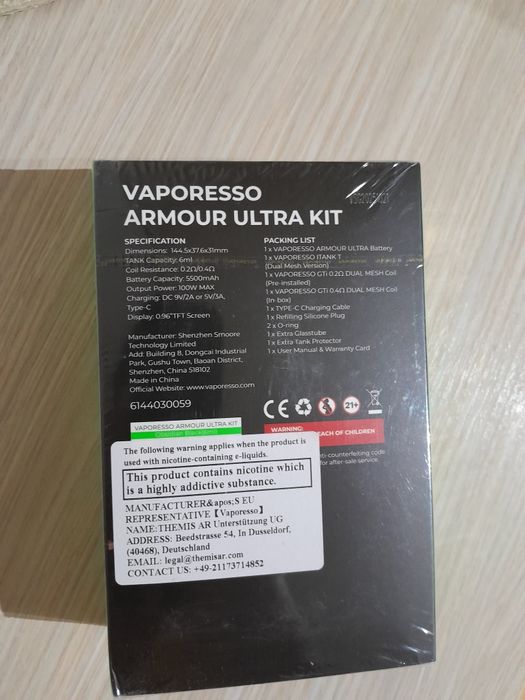 VAPORESSO
ARMOUR ULTRA KIT
SPECIFICATION
Dimensions: 144.5x37.6x31mm
TANK Capacity: 6ml
Coil Resistance: 0.2Ω/0.4Ω
Battery Capacity: 5500mAh
Output Power: 100W MAX
Charging: DC 9V/2A or 5V/3A,
Type-C
Display: 0.96"TFT Screen
Manufacturer: Shenzhen Smoore
Technology Limited
Add: Building 8, Dongcai Industrial
Park, Gushu Town, Baoan District,
Shenzhen, China 518102
Made in China
Official Website: www.vaporesso.com
6144030059
VAPORESSO ARMOUR ULTRA KIT
PACKING LIST
1 x VAPORESSO ARMOUR ULTRA Battery
1 x VAPORESSO ITANK T
(Dual Mesh Version)
1 x VAPORESSO GTi 0.2Ω DUAL MESH Coil
(Pre-installed)
1 x VAPORESSO GTi 0.4Ω DUAL MESH Coil
(In-box)
1 x TYPE-C Charging Cable
1 x Refilling Silicone Plug
2 x O-ring
1 x Extra Glasstube
1 x Extra Tank Protector
1 x User Manual & Warranty Card
CE
21+
WARNING:
EACH OF CHILDREN
anti-counterfeiting code
for after-sale service.
The following warning applies when the product is
used with nicotine-containing e-liquids.
This product contains nicotine which
is a highly addictive substance.
MANUFACTURER&apos;S EU
REPRESENTATIVE【Vaporesso】
NAME:THEMIS AR Unterstützung UG
ADDRESS: Beedstrasse 54, In Dusseldorf,
(40468), Deutschland
EMAIL: legal@themisar.com
CONTACT US: +49-21173714852